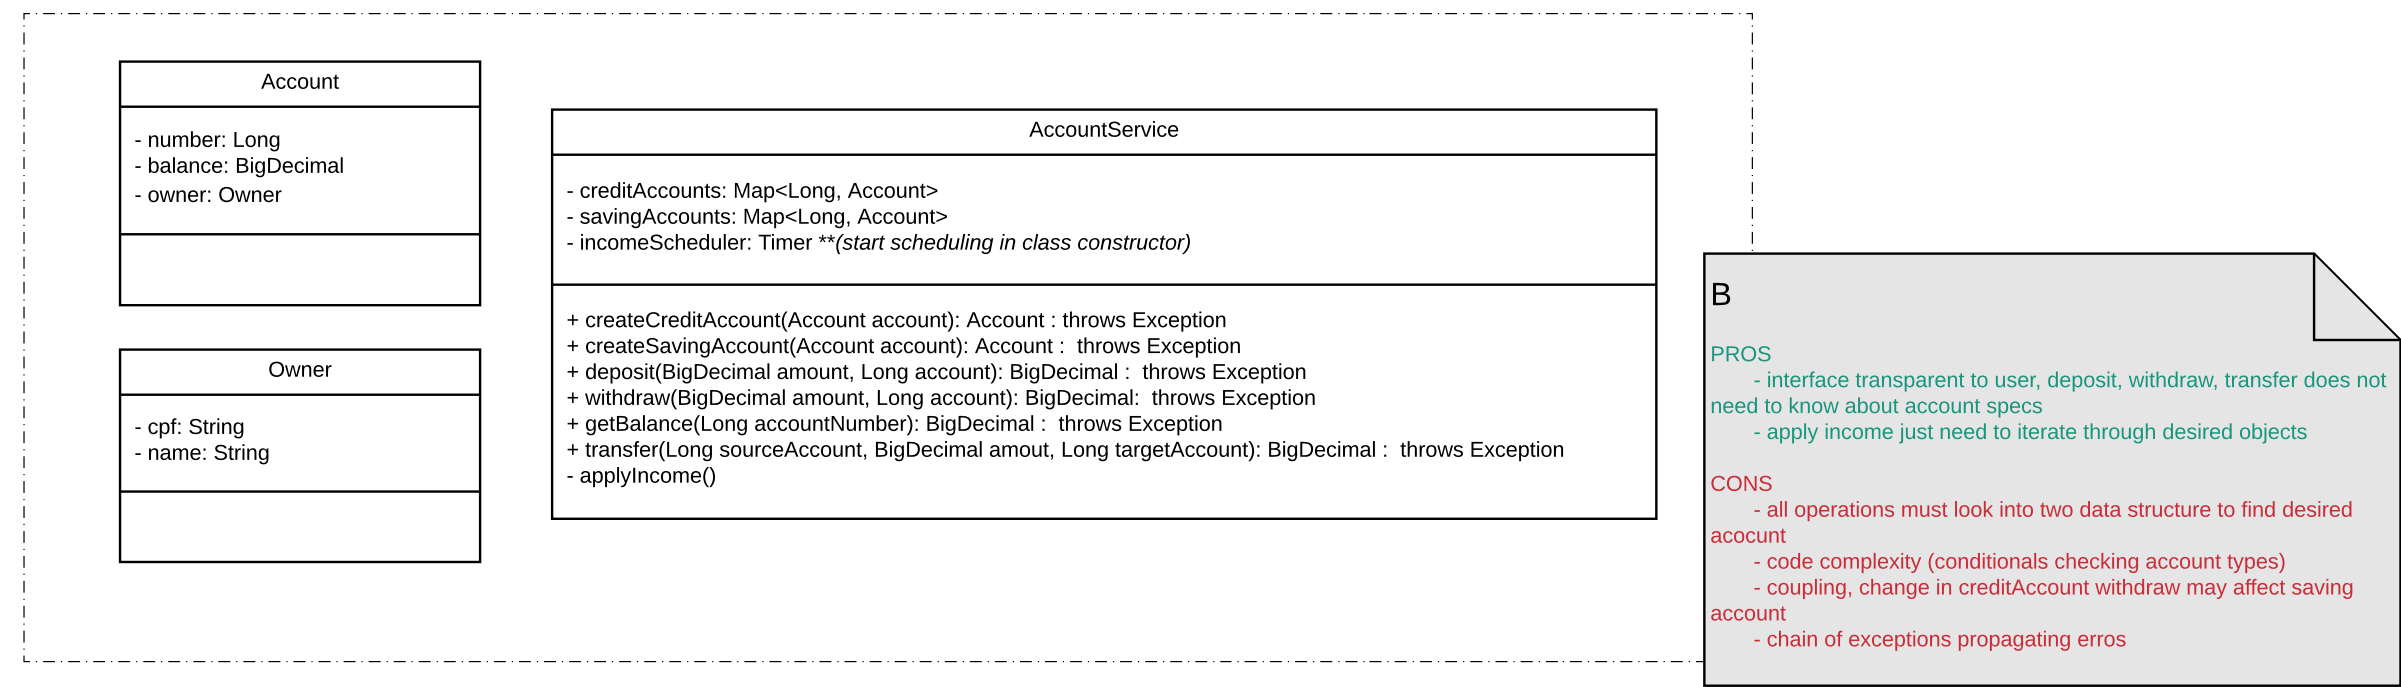 Account
- number: Long
- balance: BigDecimal
- owner: Owner
Owner
- cpf: String
- name: String
AccountService
- creditAccounts: Map<Long, Account>
- savingAccounts: Map<Long, Account>
- incomeScheduler: Timer **(start scheduling in class constructor)
+ createCreditAccount(Account account): Account : throws Exception
+ createSavingAccount(Account account): Account :  throws Exception
+ deposit(BigDecimal amount, Long account): BigDecimal :  throws Exception
+ withdraw(BigDecimal amount, Long account): BigDecimal:  throws Exception
+ getBalance(Long accountNumber): BigDecimal :  throws Exception
+ transfer(Long sourceAccount, BigDecimal amout, Long targetAccount): BigDecimal :  throws Exception
- applyIncome()
B
PROS
- interface transparent to user, deposit, withdraw, transfer does not
need to know about account specs
- apply income just need to iterate through desired objects
CONS
- all operations must look into two data structure to find desired
acocunt
- code complexity (conditionals checking account types)
- coupling, change in creditAccount withdraw may affect saving
account
- chain of exceptions propagating erros